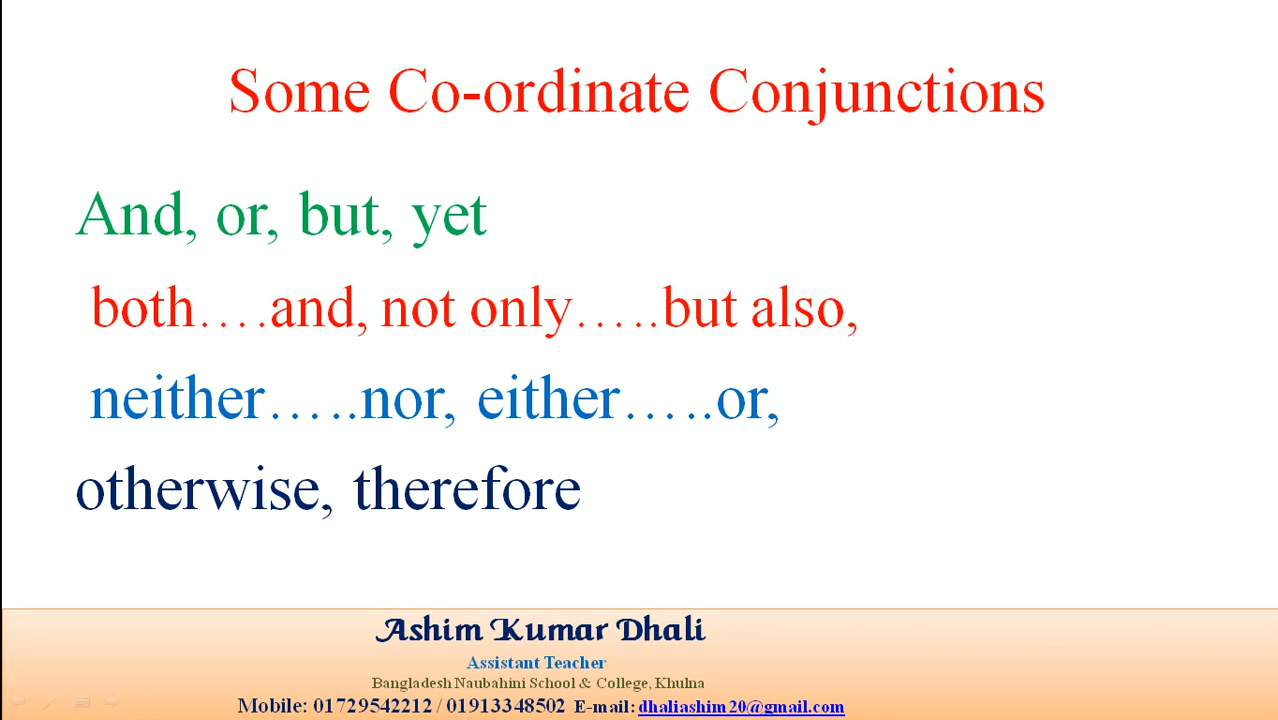 Some Co-ordinate Conjunctions
And, or, but, yet
both….and, not only…..but also,
neither…..nor, either…..or,
otherwise, therefore
Ashim Kumar Dhali
Assistant Teacher
Bangladesh Naubahini School & College, Khulna
Mobile: 01729542212 / 01913348502 E-mail: dhaliashim20@gmail.com